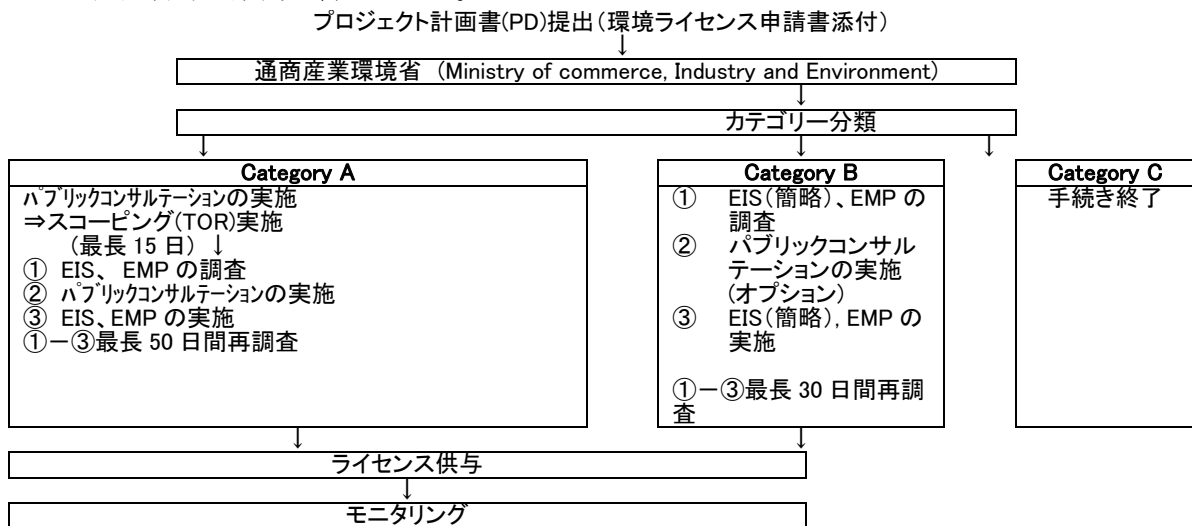 プロジェクト計画書(PD)提出(環境ライセンス申請書添付)
↓
通商産業環境省 (Ministry of commerce, Industry and Environment)
↓
カテゴリー分類
↓ ↓ ↓
Category A
パブリックコンサルテーションの実施
⇒スコーピング(TOR)実施
(最長 15 日) ↓
① EIS、 EMP の調査
② パブリックコンサルテーションの実施
③ EIS、EMP の実施
①-③最長 50 日間再調査
Category B
① EIS(簡略)、EMP の
調査
② パブリックコンサル
テーションの実施
(オプション)
③ EIS(簡略), EMP の
実施
①-③最長 30 日間再調
査
Category C
手続き終了
↓ ↓
ライセンス供与
↓
モニタリング